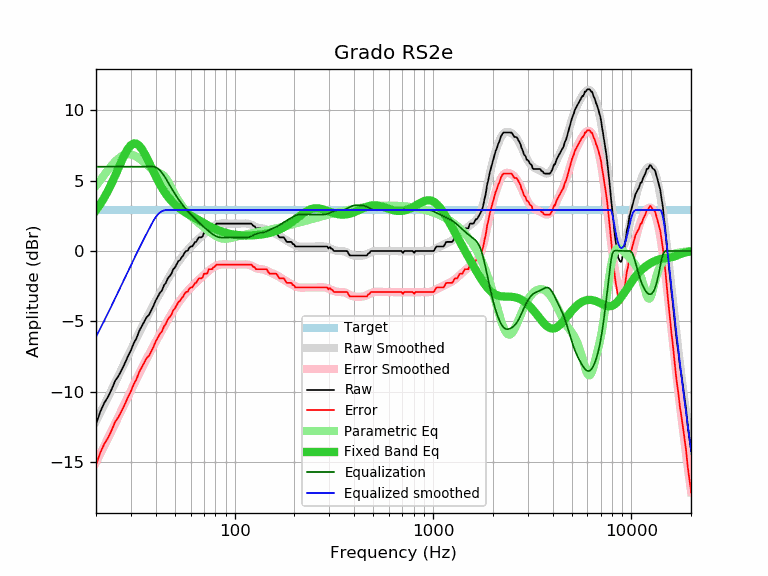 Grado RS2e
Amplitude (dBr)
10
5
0
−5
−10
−15
Target
Raw Smoothed
Error Smoothed
Raw
Error
Parametric Eq
Fixed Band Eq
Equalization
Equalized smoothed
100
1000
10000
Frequency (Hz)